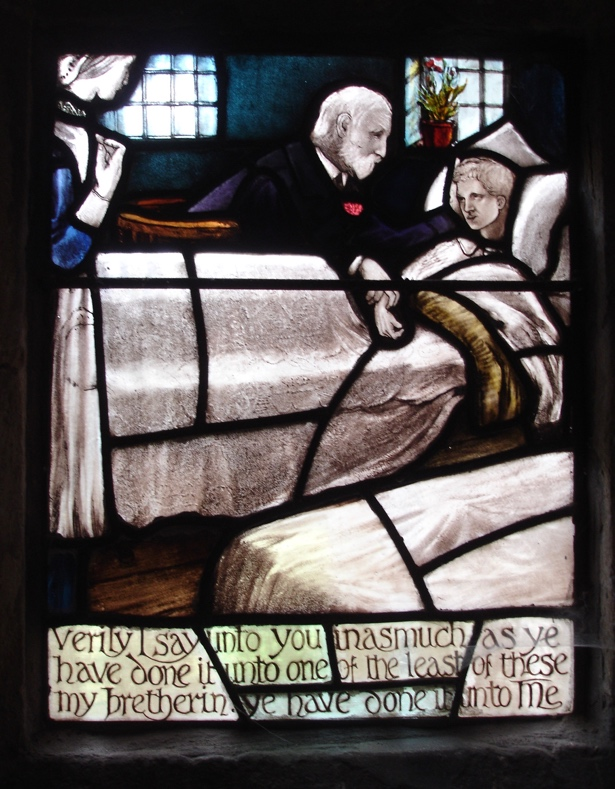 Verily I say unto you inasmuch as ye
have done it unto one of the least of these
my bretherin. ye have done it unto Me